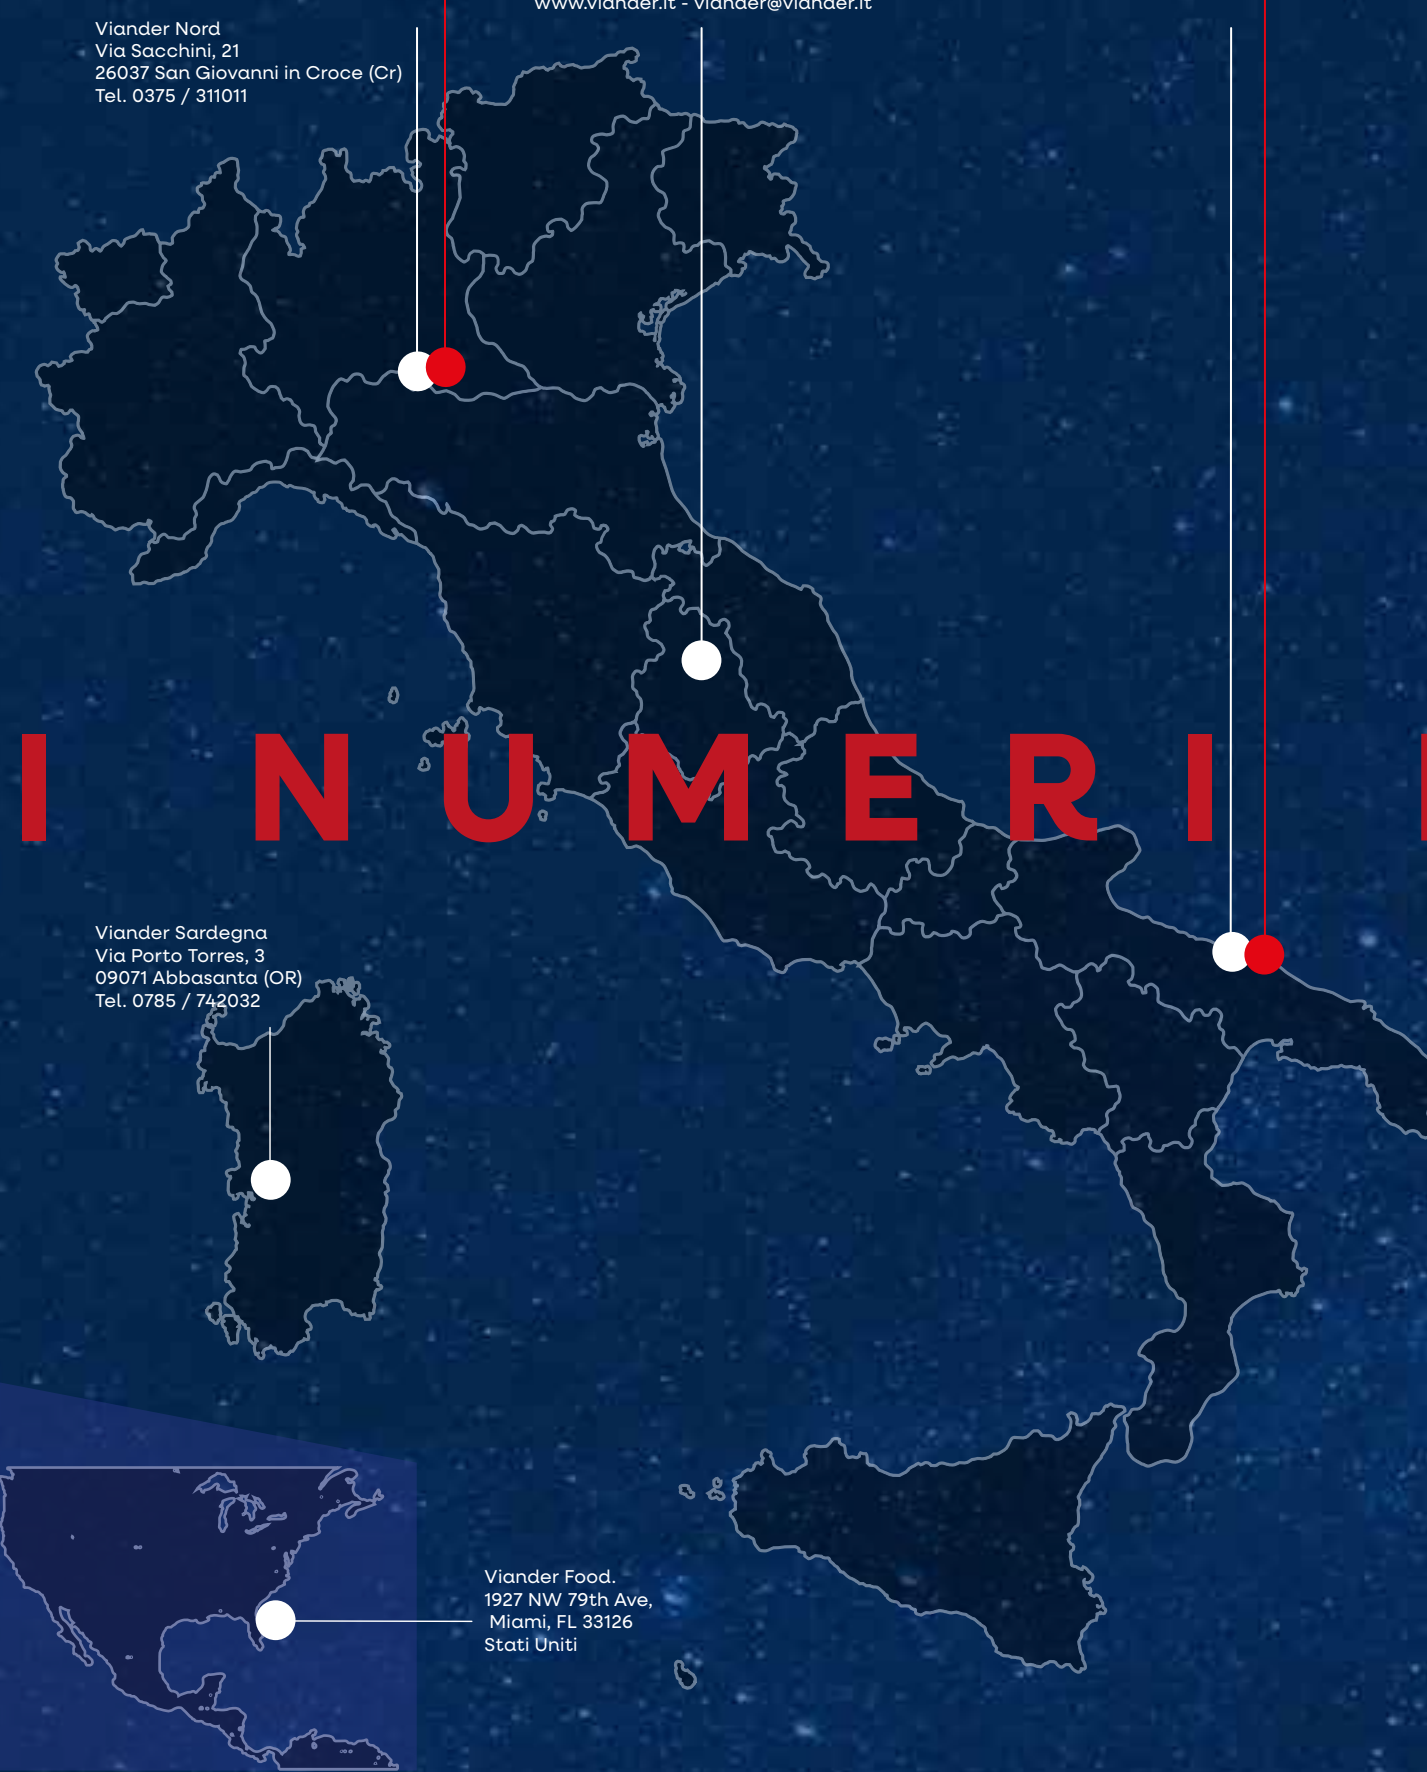 www.viander.it - viander@viander.it
Viander Nord
Via Sacchini, 21
26037 San Giovanni in Croce (Cr)
Tel. 0375 / 311011
I NUMERI
Viander Sardegna
Via Porto Torres, 3
09071 Abbasanta (OR)
Tel. 0785 / 742032
Viander Food.
1927 NW 79th Ave,
Miami, FL 33126
Stati Uniti